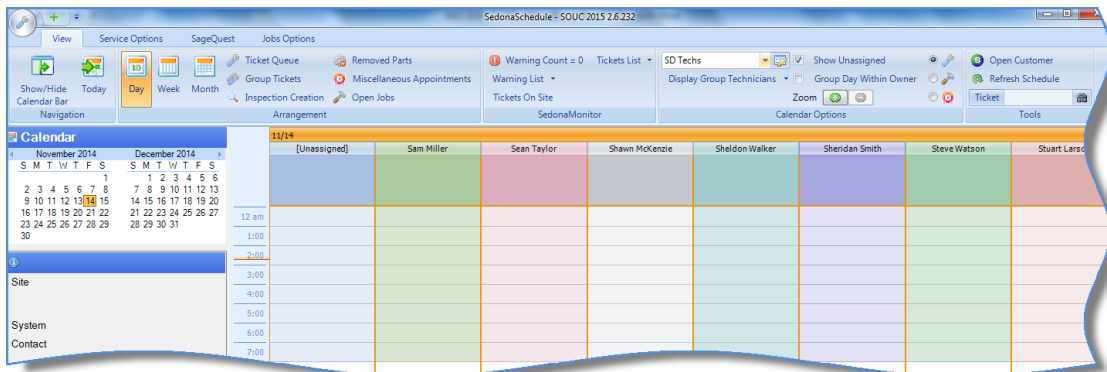 SedonaSchedule - SOUC 2015 2.6.232
View Service Options SageQuest Jobs Options
Show/Hide Calendar Bar
Today
Navigation
10
Day
Week
Month
Ticket Queue
Group Tickets
Inspection Creation
Removed Parts
Miscellaneous Appointments
Open Jobs
Arrangement
Warning Count = 0
Warning List
Tickets On Site
Tickets List
SedonaMonitor
SD Techs
Display Group Technicians
Show Unassigned
Group Day Within Owner
Zoom
Calendar Options
Open Customer
Refresh Schedule
Ticket
Tools
Calendar
November 2014
S M T W T F S
1
2 3 4 5 6 7 8
9 10 11 12 13 14 15
16 17 18 19 20 21 22
23 24 25 26 27 28 29
30
December 2014
S M T W T F S
1 2 3 4 5 6
7 8 9 10 11 12 13
14 15 16 17 18 19 20
21 22 23 24 25 26 27
28 29 30 31
Site
System
Contact
11/14
[Unassigned] Sam Miller Sean Taylor Shawn McKenzie Sheldon Walker Sheridan Smith Steve Watson Stuart
12 am
1:00
2:00
3:00
4:00
5:00
6:00
7:00